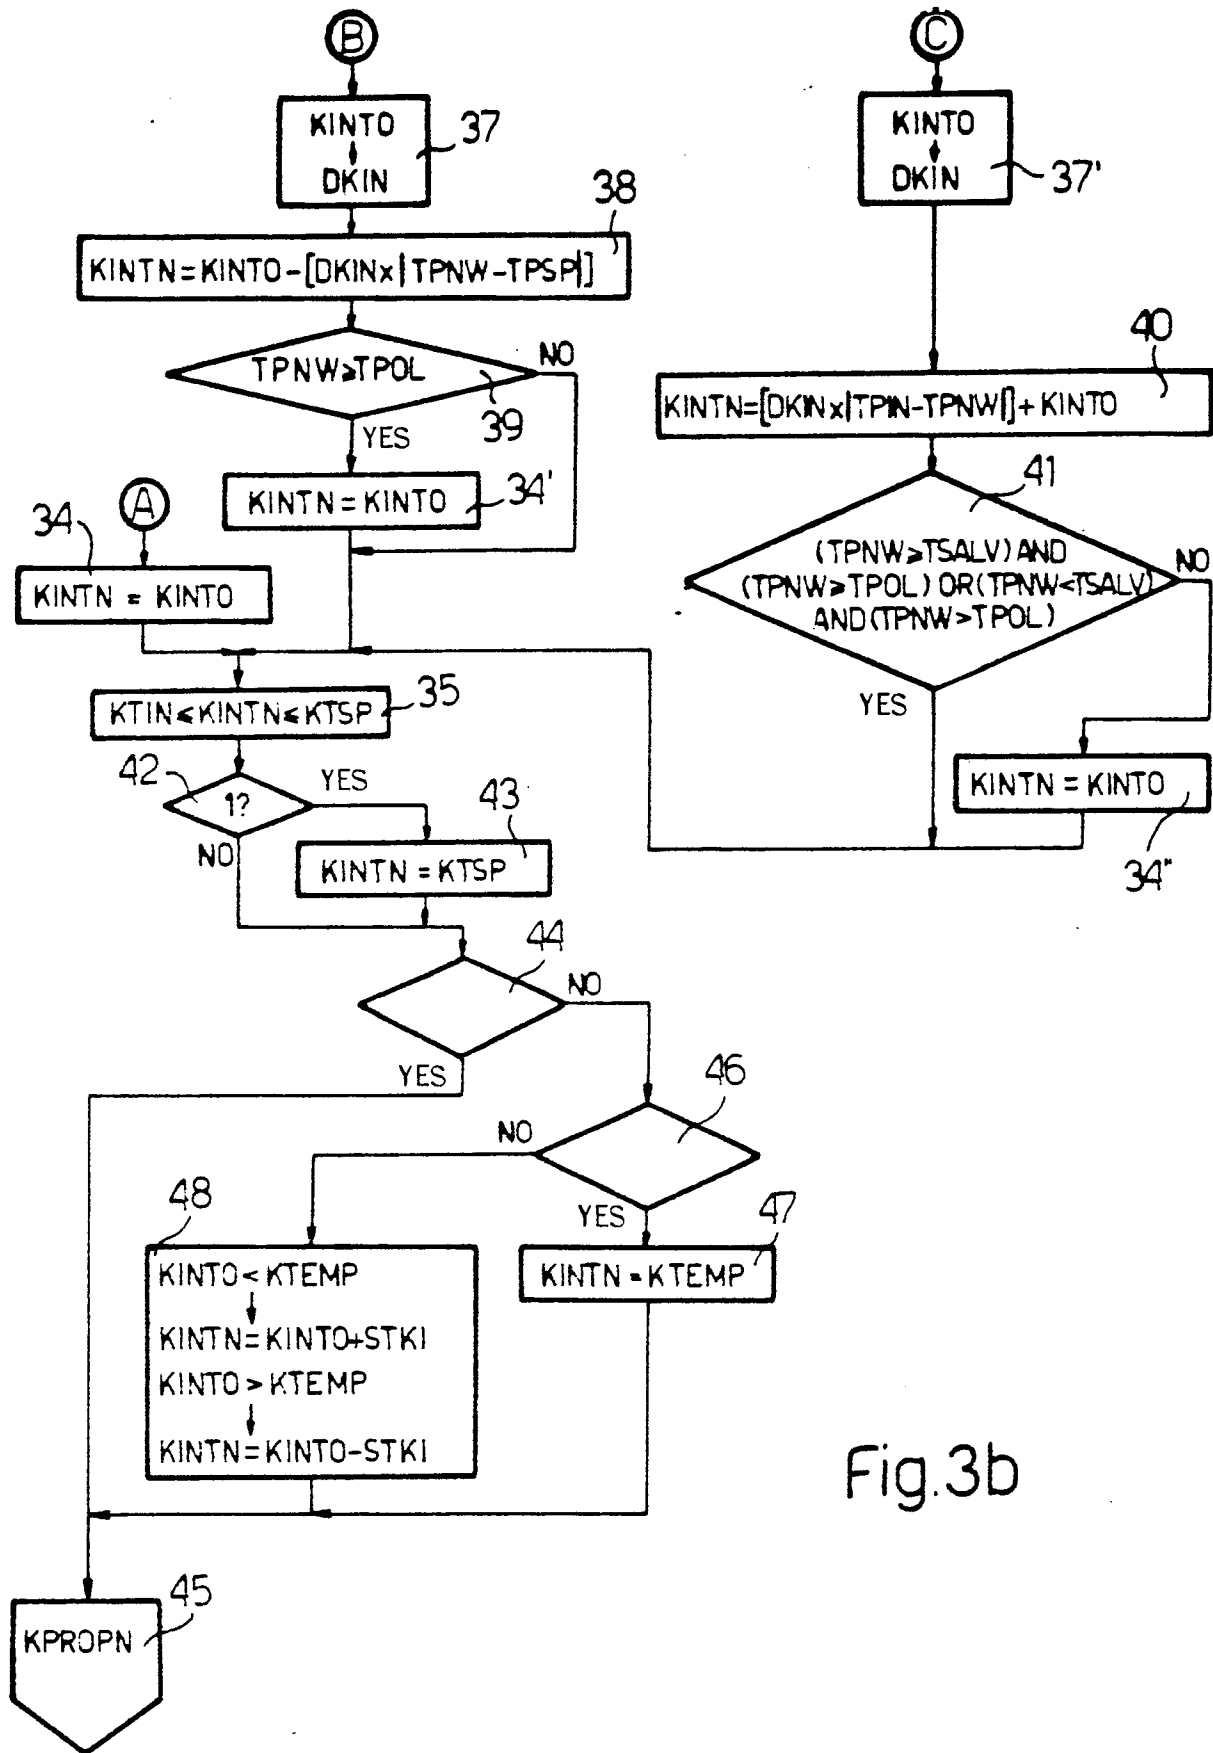 B
KINTO
DKIN
37
38
KINTN=KINTO-[DKIN×|TPNW-TPSP|]
TPNW≥TPOL
NO
39
YES
KINTN=KINTO
34'
A
34
KINTN = KINTO
C
KINTO
DKIN
37'
40
KINTN=[DKIN×|TPIN-TPNW|]+KINTO
41
(TPNW≥TSALV) AND
(TPNW≥TPOL) OR (TPNW<TSALV)
AND (TPNW>TPOL)
NO
YES
KINTN = KINTO
34"
KTIN≤KINTN≤KTSP
35
42
1?
YES
NO
43
KINTN = KTSP
44
NO
YES
46
NO
YES
47
KINTN = KTEMP
48
KINTO < KTEMP
KINTN=KINTO+STKI
KINTO > KTEMP
KINTN=KINTO-STKI
45
KPROPN
Fig.3b